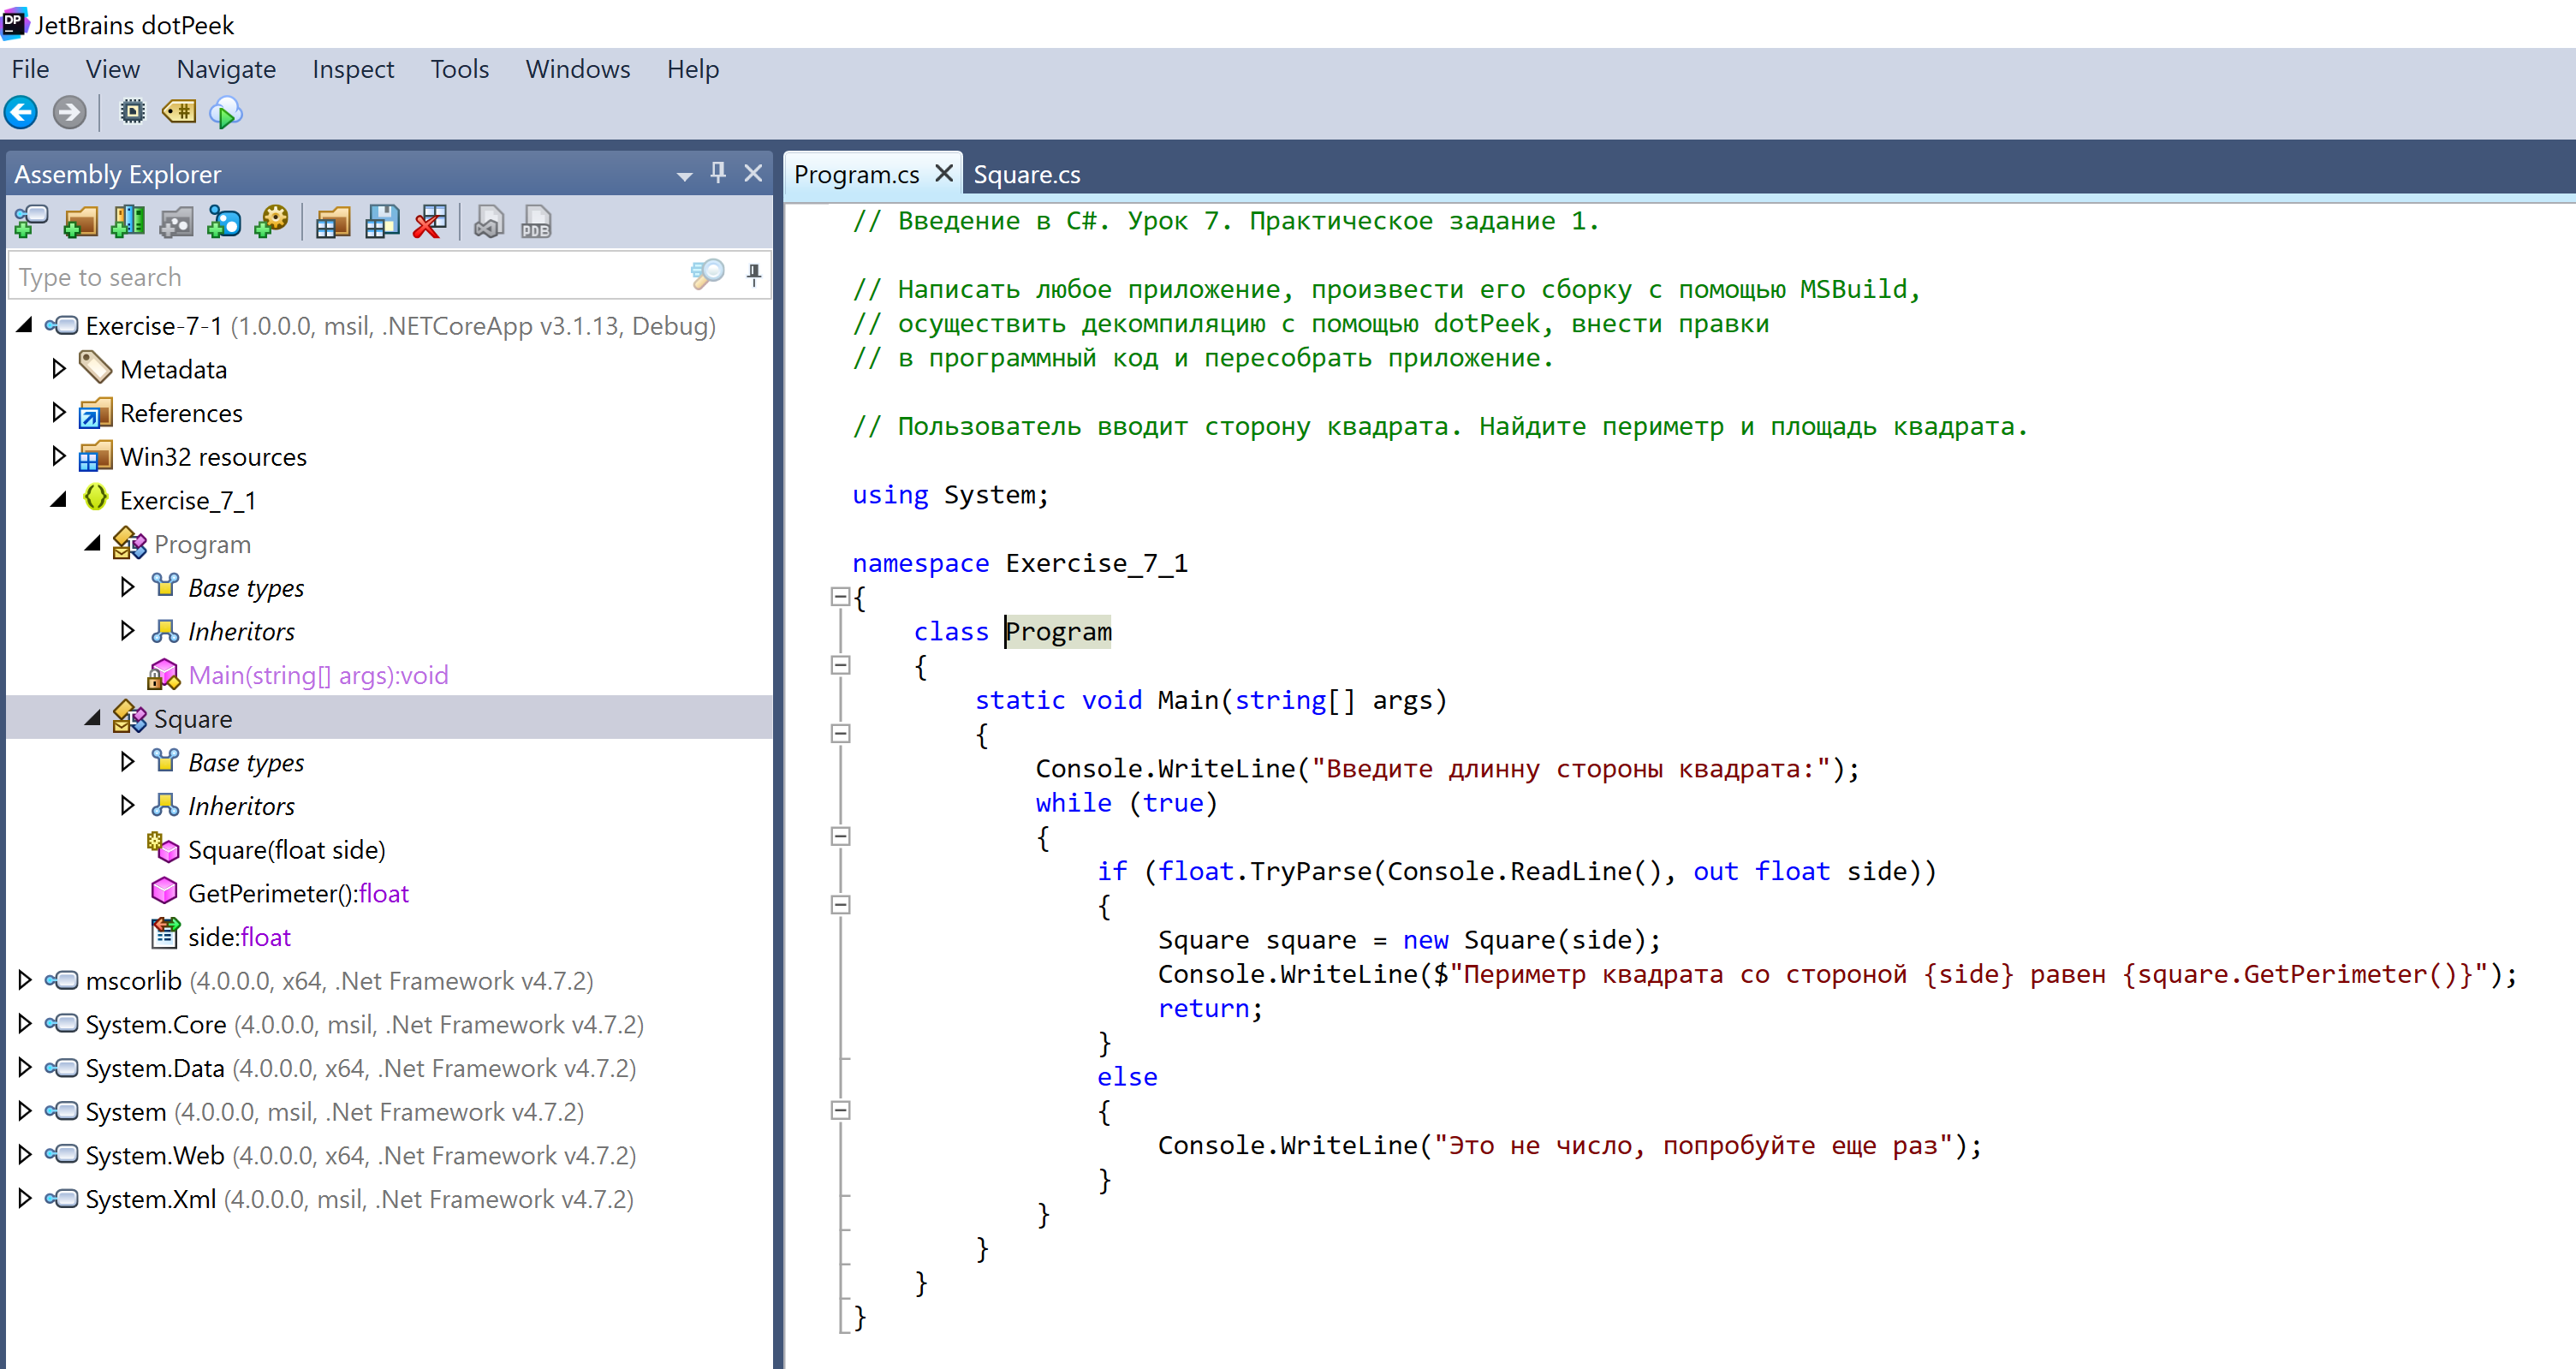 JetBrains dotPeek
File View Navigate Inspect Tools Windows Help
Assembly Explorer
Type to search
Exercise-7-1 (1.0.0.0, msil, .NETCoreApp v3.1.13, Debug)
Metadata
References
Win32 resources
Exercise_7_1
Program
Base types
Inheritors
Main(string[] args):void
Square
Base types
Inheritors
Square(float side)
GetPerimeter():float
side:float
mscorlib (4.0.0.0, x64, .Net Framework v4.7.2)
System.Core (4.0.0.0, msil, .Net Framework v4.7.2)
System.Data (4.0.0.0, x64, .Net Framework v4.7.2)
System (4.0.0.0, msil, .Net Framework v4.7.2)
System.Web (4.0.0.0, x64, .Net Framework v4.7.2)
System.Xml (4.0.0.0, msil, .Net Framework v4.7.2)
Program.cs Square.cs
// Введение в C#. Урок 7. Практическое задание 1.
// Написать любое приложение, произвести его сборку с помощью MSBuild,
// осуществить декомпиляцию с помощью dotPeek, внести правки
// в программный код и пересобрать приложение.
// Пользователь вводит сторону квадрата. Найдите периметр и площадь квадрата.
using System;
namespace Exercise_7_1
{
class Program
{
static void Main(string[] args)
{
Console.WriteLine("Введите длинну стороны квадрата:");
while (true)
{
if (float.TryParse(Console.ReadLine(), out float side))
{
Square square = new Square(side);
Console.WriteLine($"Периметр квадрата со стороной {side} равен {square.GetPerimeter()}");
return;
}
else
{
Console.WriteLine("Это не число, попробуйте еще раз");
}
}
}
}
}